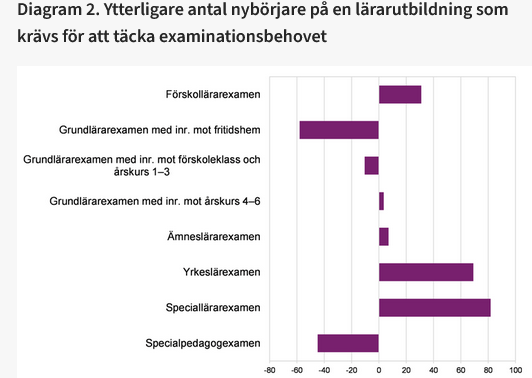 Diagram 2. Ytterligare antal nybörjare på en lärarutbildning som
krävs för att täcka examinationsbehovet
Förskollärarexamen
Grundlärarexamen med inr. mot fritidshem
Grundlärarexamen med inr. mot förskoleklass och
årskurs 1–3
Grundlärarexamen med inr. mot årskurs 4–6
Ämneslärarexamen
Yrkeslärexamen
Speciallärarexamen
Specialpedagogexamen
-80 -60 -40 -20 0 20 40 60 80 100